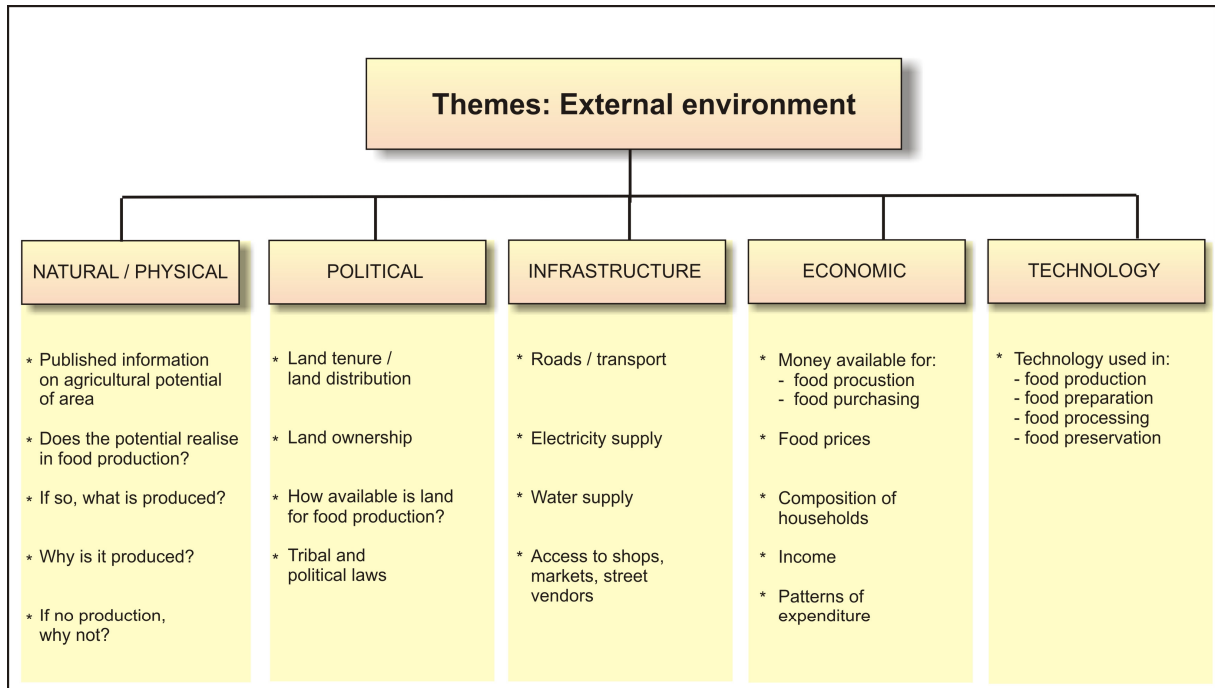 Themes: External environment
NATURAL / PHYSICAL
* Published information
on agricultural potential
of area
* Does the potential realise
in food production?
* If so, what is produced?
* Why is it produced?
* If no production,
why not?
POLITICAL
* Land tenure /
land distribution
* Land ownership
* How available is land
for food production?
* Tribal and
political laws
INFRASTRUCTURE
* Roads / transport
* Electricity supply
* Water supply
* Access to shops,
markets, street
vendors
ECONOMIC
* Money available for:
- food procustion
- food purchasing
* Food prices
* Composition of
households
* Income
* Patterns of
expenditure
TECHNOLOGY
* Technology used in:
- food production
- food preparation
- food processing
- food preservation